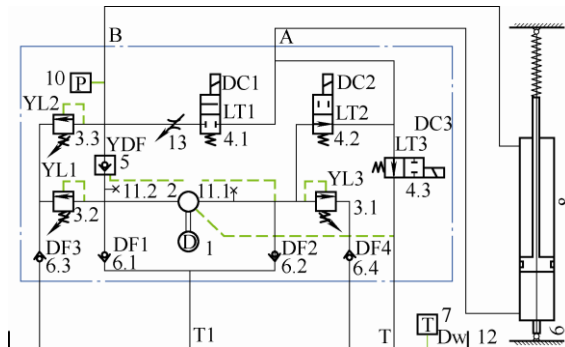 B
A
10 P
DC1
DC2
YL2
LT1
LT2
DC3
3.3
YDF
13
4.1
4.2
LT3
YL1
5
11.2 2 11.1
YL3
4.3
3.2
3.1
D 1
DF3
DF1
DF2
DF4
6.3
6.1
6.2
6.4
8
9
T1
T
T 7
Dw 12